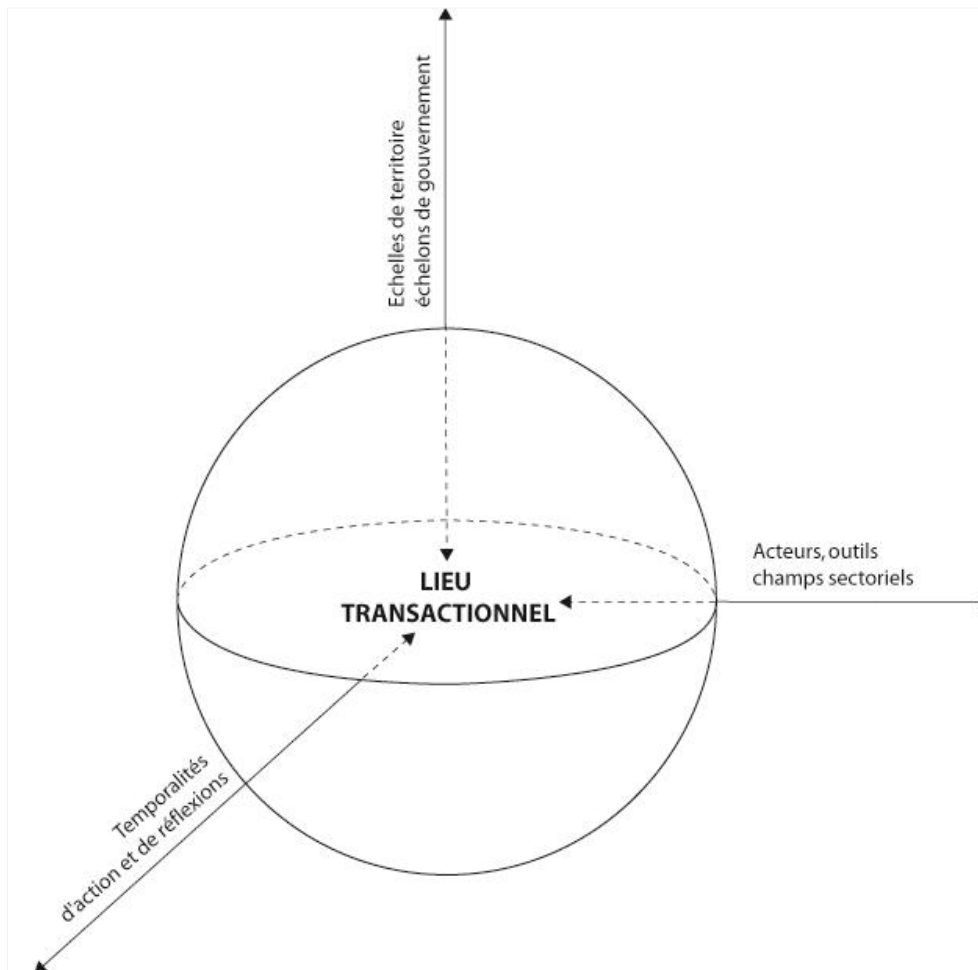 Echelles de territoire
échelons de gouvernement
Acteurs, outils
champs sectoriels
LIEU
TRANSACTIONNEL
Temporalités
d'action et de réflexions